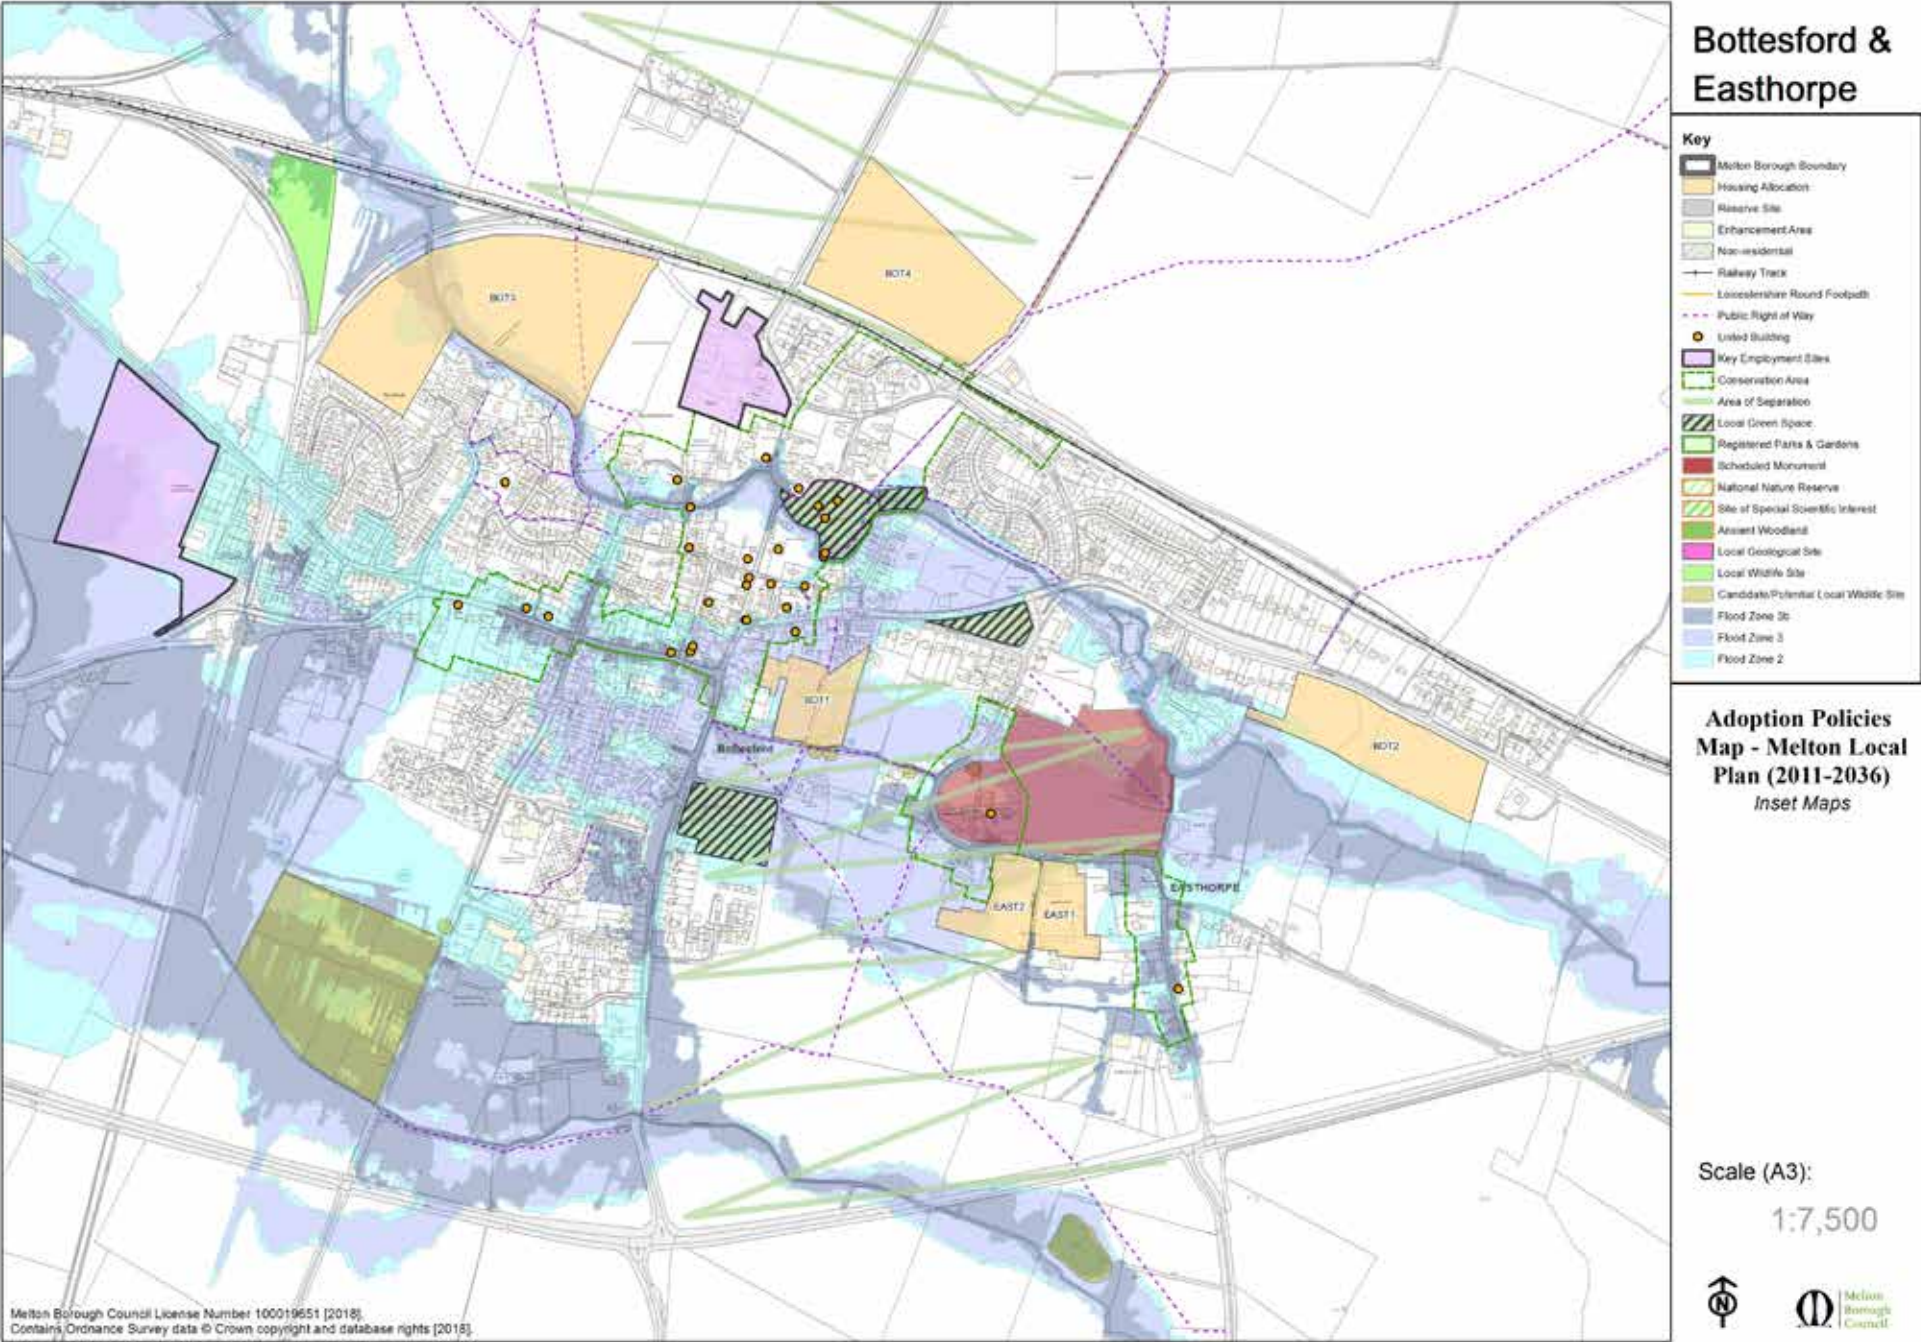 Bottesford &
Easthorpe
Key
Melton Borough Boundary
Housing Allocation
Reserve Site
Enhancement Area
Non-residential
Railway Track
Leicestershire Round Footpath
Public Right of Way
Listed Building
Key Employment Sites
Conservation Area
Area of Separation
Local Green Space
Registered Parks & Gardens
Scheduled Monument
National Nature Reserve
Site of Special Scientific Interest
Ancient Woodland
Local Geological Site
Local Wildlife Site
Candidate/Potential Local Wildlife Site
Flood Zone 3b
Flood Zone 3
Flood Zone 2
Adoption Policies
Map - Melton Local
Plan (2011-2036)
Inset Maps
Scale (A3):
1:7,500
N
Melton
Borough
Council
BOT4
BOT3
BOT1
Bottesford
BOT2
EASTHORPE
EAST2
EAST1
Melton Borough Council License Number 100019651 [2018].
Contains Ordnance Survey data © Crown copyright and database rights [2018].